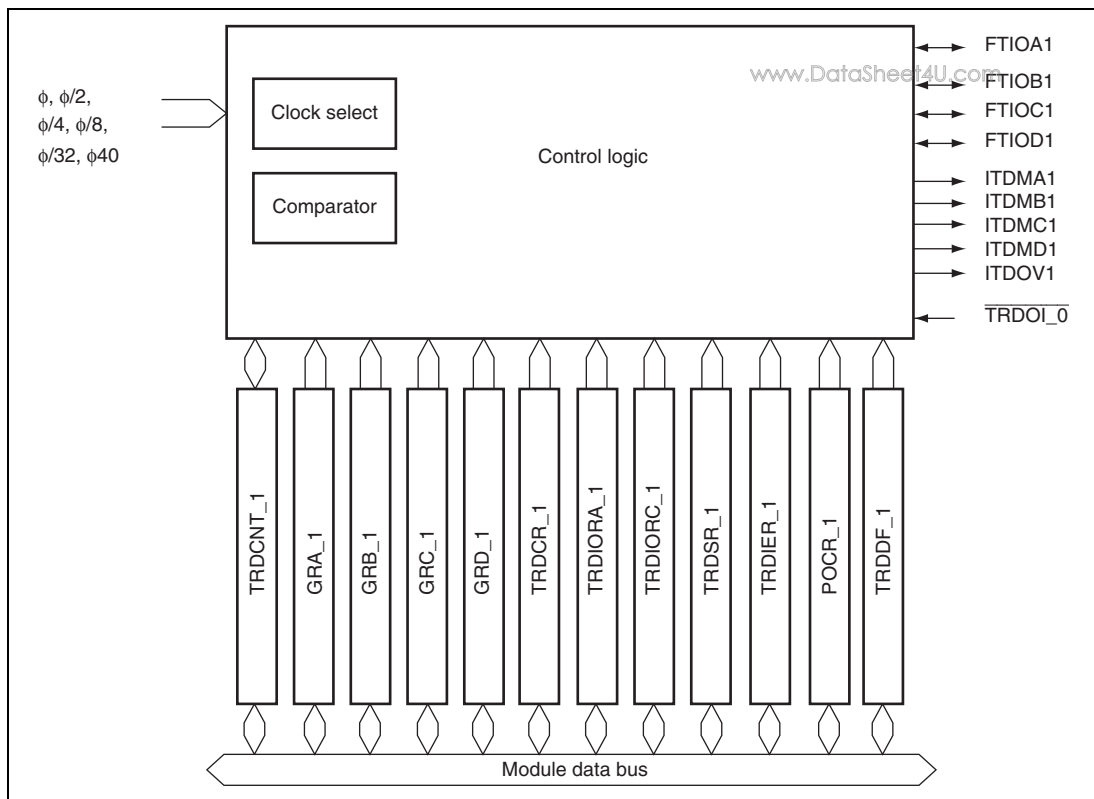 FTIOA1
www.DataSheet4U.com
FTIOB1
ϕ, ϕ/2,
ϕ/4, ϕ/8,
ϕ/32, ϕ40
Clock select
FTIOC1
FTIOD1
Control logic
Comparator
ITDMA1
ITDMB1
ITDMC1
ITDMD1
ITDOV1
TRDOI_0
TRDCNT_1
GRA_1
GRB_1
GRC_1
GRD_1
TRDCR_1
TRDIORA_1
TRDIORC_1
TRDSR_1
TRDIER_1
POCR_1
TRDDF_1
Module data bus